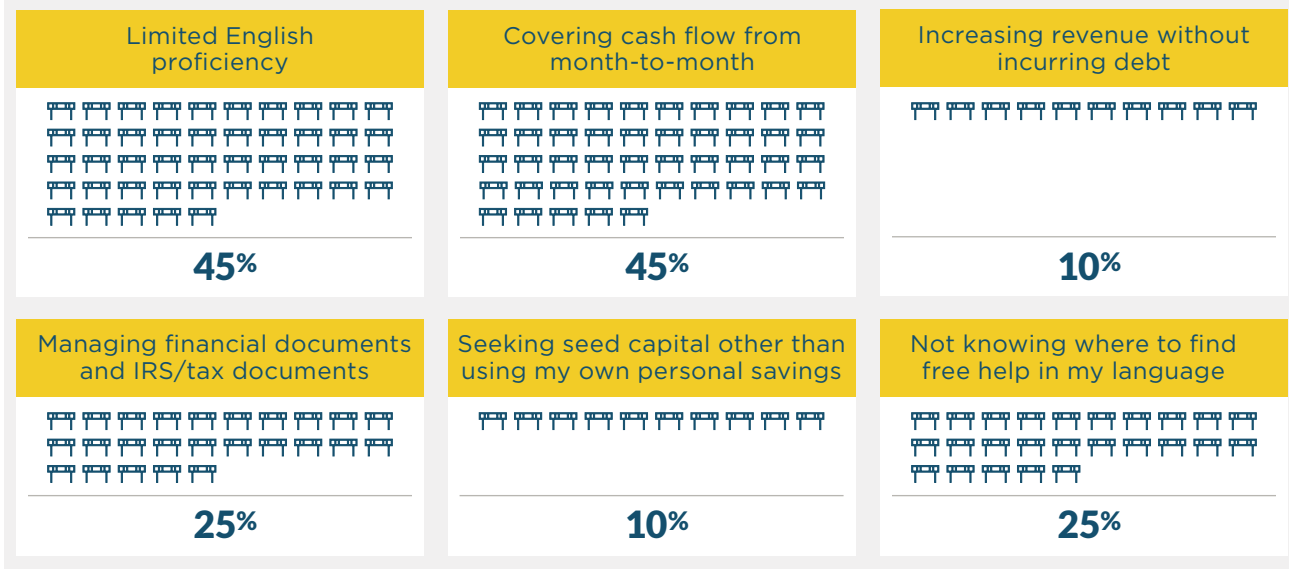 Limited English
proficiency
45%
Covering cash flow from
month-to-month
45%
Increasing revenue without
incurring debt
10%
Managing financial documents
and IRS/tax documents
25%
Seeking seed capital other than
using my own personal savings
10%
Not knowing where to find
free help in my language
25%